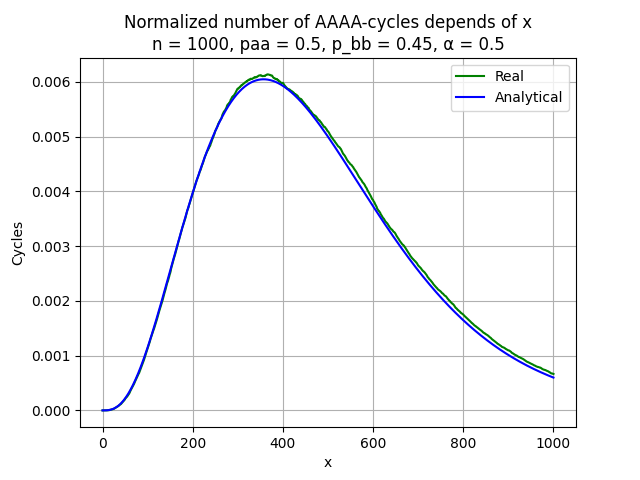 Normalized number of AAAA-cycles depends of x
n = 1000, paa = 0.5, p_bb = 0.45, α = 0.5
Real
Analytical
0.006
0.005
0.004
0.003
0.002
0.001
0.000
Cycles
0 200 400 600 800 1000
x